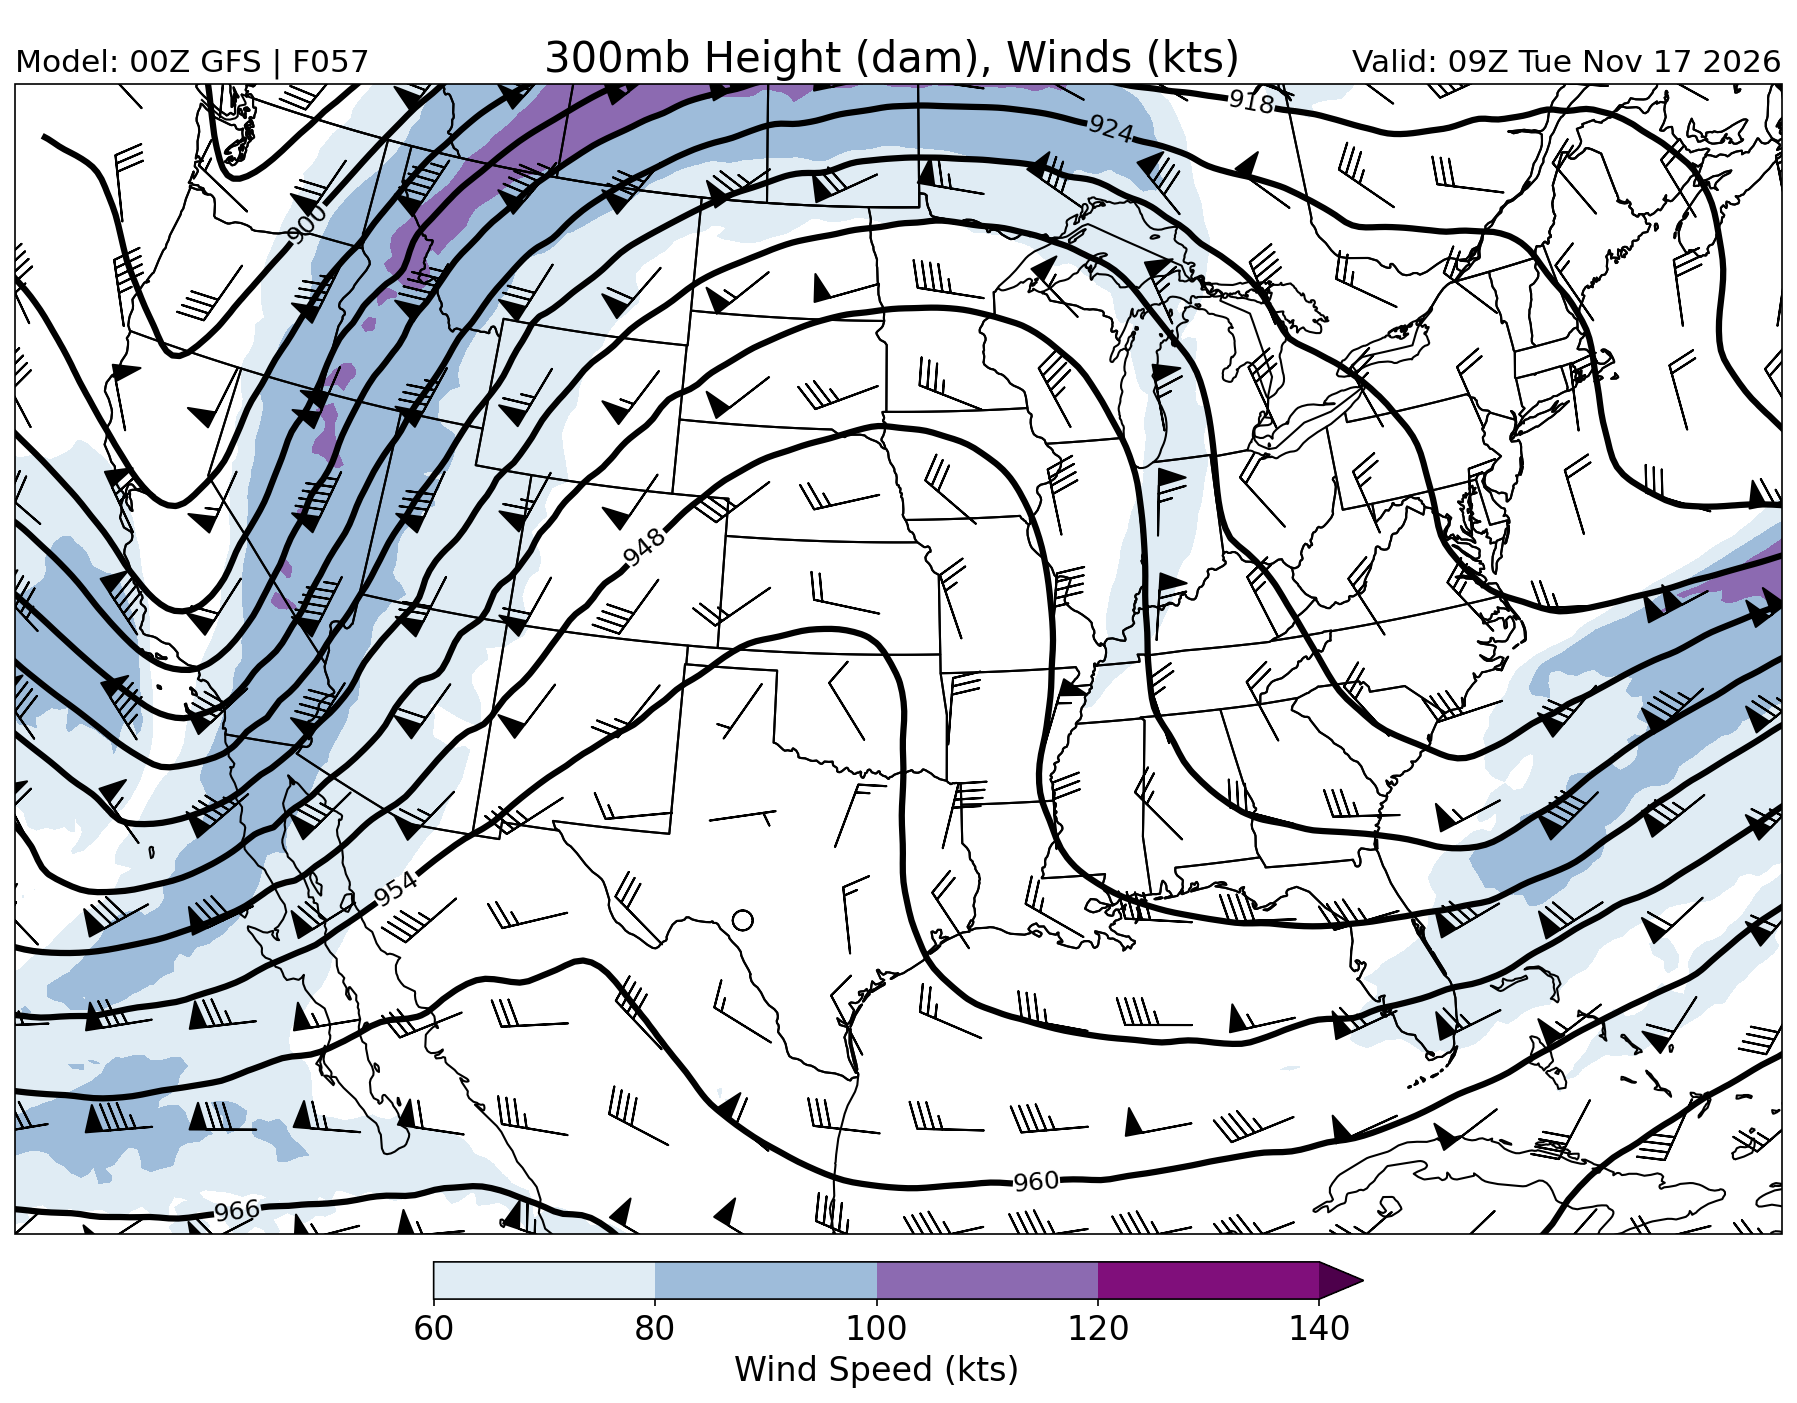 Model: 00Z GFS | F057
300mb Height (dam), Winds (kts)
Valid: 09Z Tue Nov 17 2026
918
924
900
948
954
960
966
60 80 100 120 140
Wind Speed (kts)